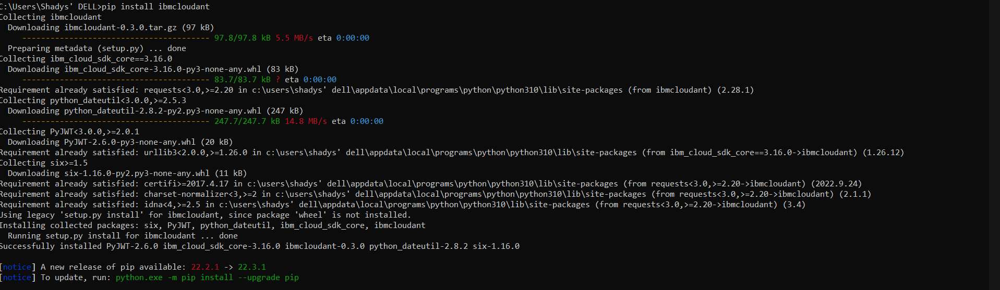 C:\Users\Shadys' DELL>pip install ibmcloudant
Collecting ibmcloudant
  Downloading ibmcloudant-0.3.0.tar.gz (97 kB)
     ---------------------------------------- 97.8/97.8 kB 5.5 MB/s eta 0:00:00
  Preparing metadata (setup.py) ... done
Collecting ibm_cloud_sdk_core==3.16.0
  Downloading ibm_cloud_sdk_core-3.16.0-py3-none-any.whl (83 kB)
     ---------------------------------------- 83.7/83.7 kB ? eta 0:00:00
Requirement already satisfied: requests<3.0,>=2.20 in c:\users\shadys' dell\appdata\local\programs\python\python310\lib\site-packages (from ibmcloudant) (2.28.1)
Collecting python_dateutil<3.0.0,>=2.5.3
  Downloading python_dateutil-2.8.2-py2.py3-none-any.whl (247 kB)
     ---------------------------------------- 247.7/247.7 kB 14.8 MB/s eta 0:00:00
Collecting PyJWT<3.0.0,>=2.0.1
  Downloading PyJWT-2.6.0-py3-none-any.whl (20 kB)
Requirement already satisfied: urllib3<2.0.0,>=1.26.0 in c:\users\shadys' dell\appdata\local\programs\python\python310\lib\site-packages (from ibm_cloud_sdk_core==3.16.0->ibmcloudant) (1.26.12)
Collecting six>=1.5
  Downloading six-1.16.0-py2.py3-none-any.whl (11 kB)
Requirement already satisfied: certifi>=2017.4.17 in c:\users\shadys' dell\appdata\local\programs\python\python310\lib\site-packages (from requests<3.0,>=2.20->ibmcloudant) (2022.9.24)
Requirement already satisfied: charset-normalizer<3,>=2 in c:\users\shadys' dell\appdata\local\programs\python\python310\lib\site-packages (from requests<3.0,>=2.20->ibmcloudant) (2.1.1)
Requirement already satisfied: idna<4,>=2.5 in c:\users\shadys' dell\appdata\local\programs\python\python310\lib\site-packages (from requests<3.0,>=2.20->ibmcloudant) (3.4)
Using legacy 'setup.py install' for ibmcloudant, since package 'wheel' is not installed.
Installing collected packages: six, PyJWT, python_dateutil, ibm_cloud_sdk_core, ibmcloudant
  Running setup.py install for ibmcloudant ... done
Successfully installed PyJWT-2.6.0 ibm_cloud_sdk_core-3.16.0 ibmcloudant-0.3.0 python_dateutil-2.8.2 six-1.16.0
[notice] A new release of pip available: 22.2.1 -> 22.3.1
[notice] To update, run: python.exe -m pip install --upgrade pip